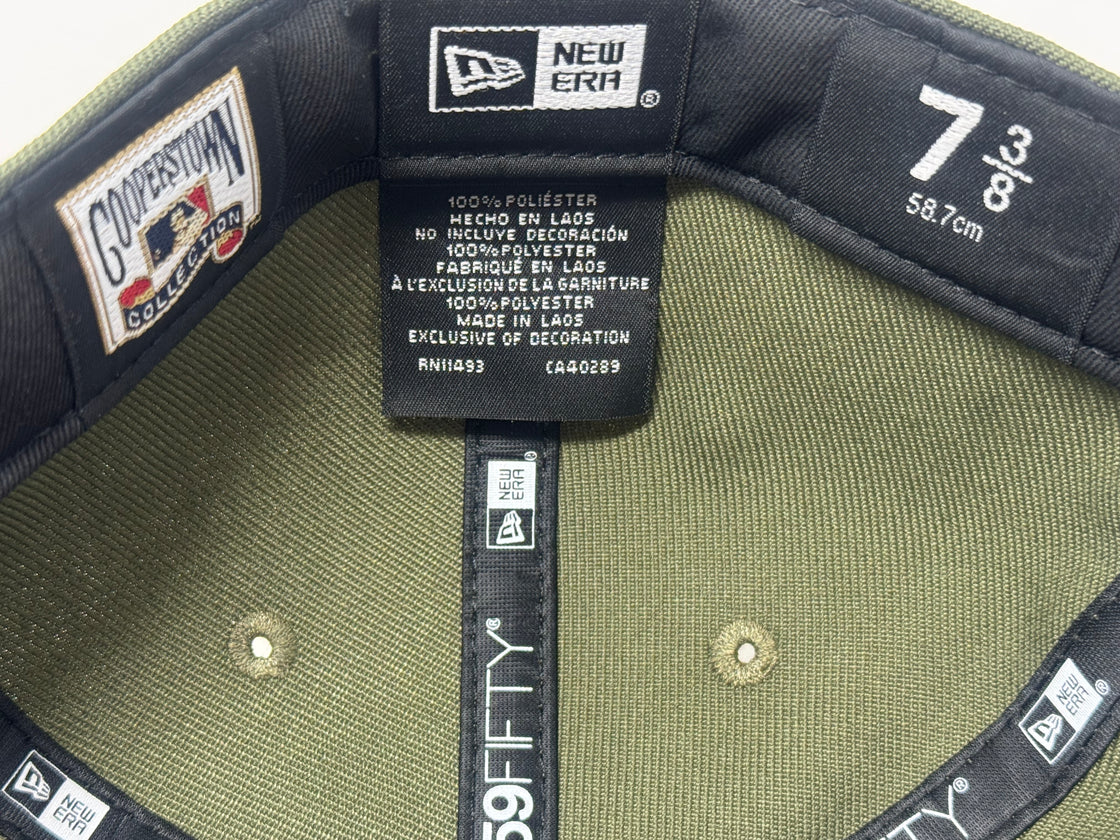 COOPERSTOWN
COLLECTION
NEW
ERA®
7 3/8
58.7cm
100% POLIÉSTER
HECHO EN LAOS
NO INCLUYE DECORACIÓN
100% POLYESTER
FABRIQUÉ EN LAOS
À L'EXCLUSION DE LA GARNITURE
100% POLYESTER
MADE IN LAOS
EXCLUSIVE OF DECORATION
RN11493 CA40289
NEW
ERA®
59FIFTY®
NEW
ERA
NEW
ERA®
FTY®